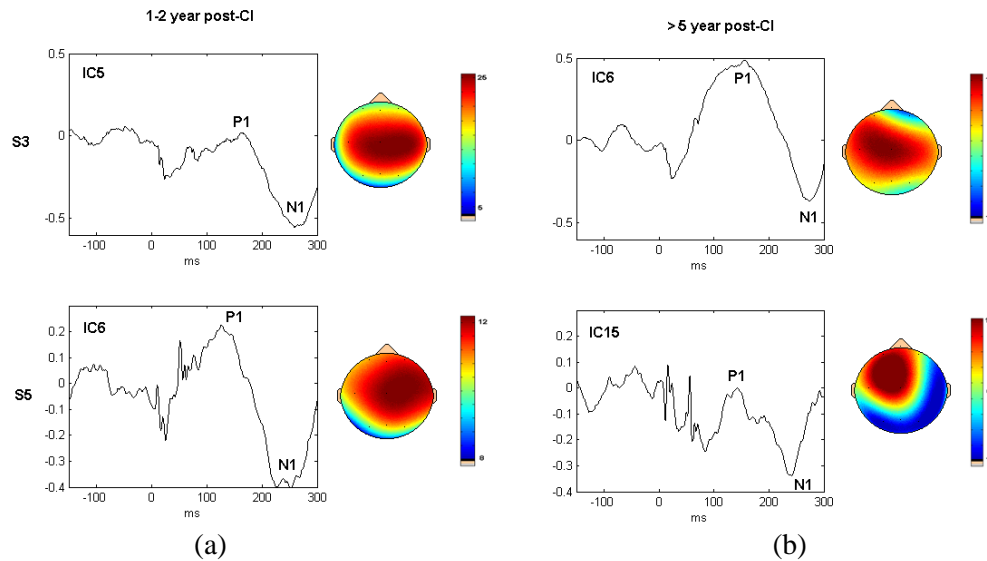 1-2 year post-CI
> 5 year post-CI
S3
IC5
P1
N1
0.5
0
-0.5
-100 0 100 200 300
ms
25
5
IC6
P1
N1
0.5
0
-0.5
-100 0 100 200 300
ms
S5
IC6
P1
N1
0.2
0.1
0
-0.1
-0.2
-0.3
-0.4
-100 0 100 200 300
ms
12
8
IC15
P1
N1
0.2
0.1
0
-0.1
-0.2
-0.3
-0.4
-100 0 100 200 300
ms
(a)
(b)